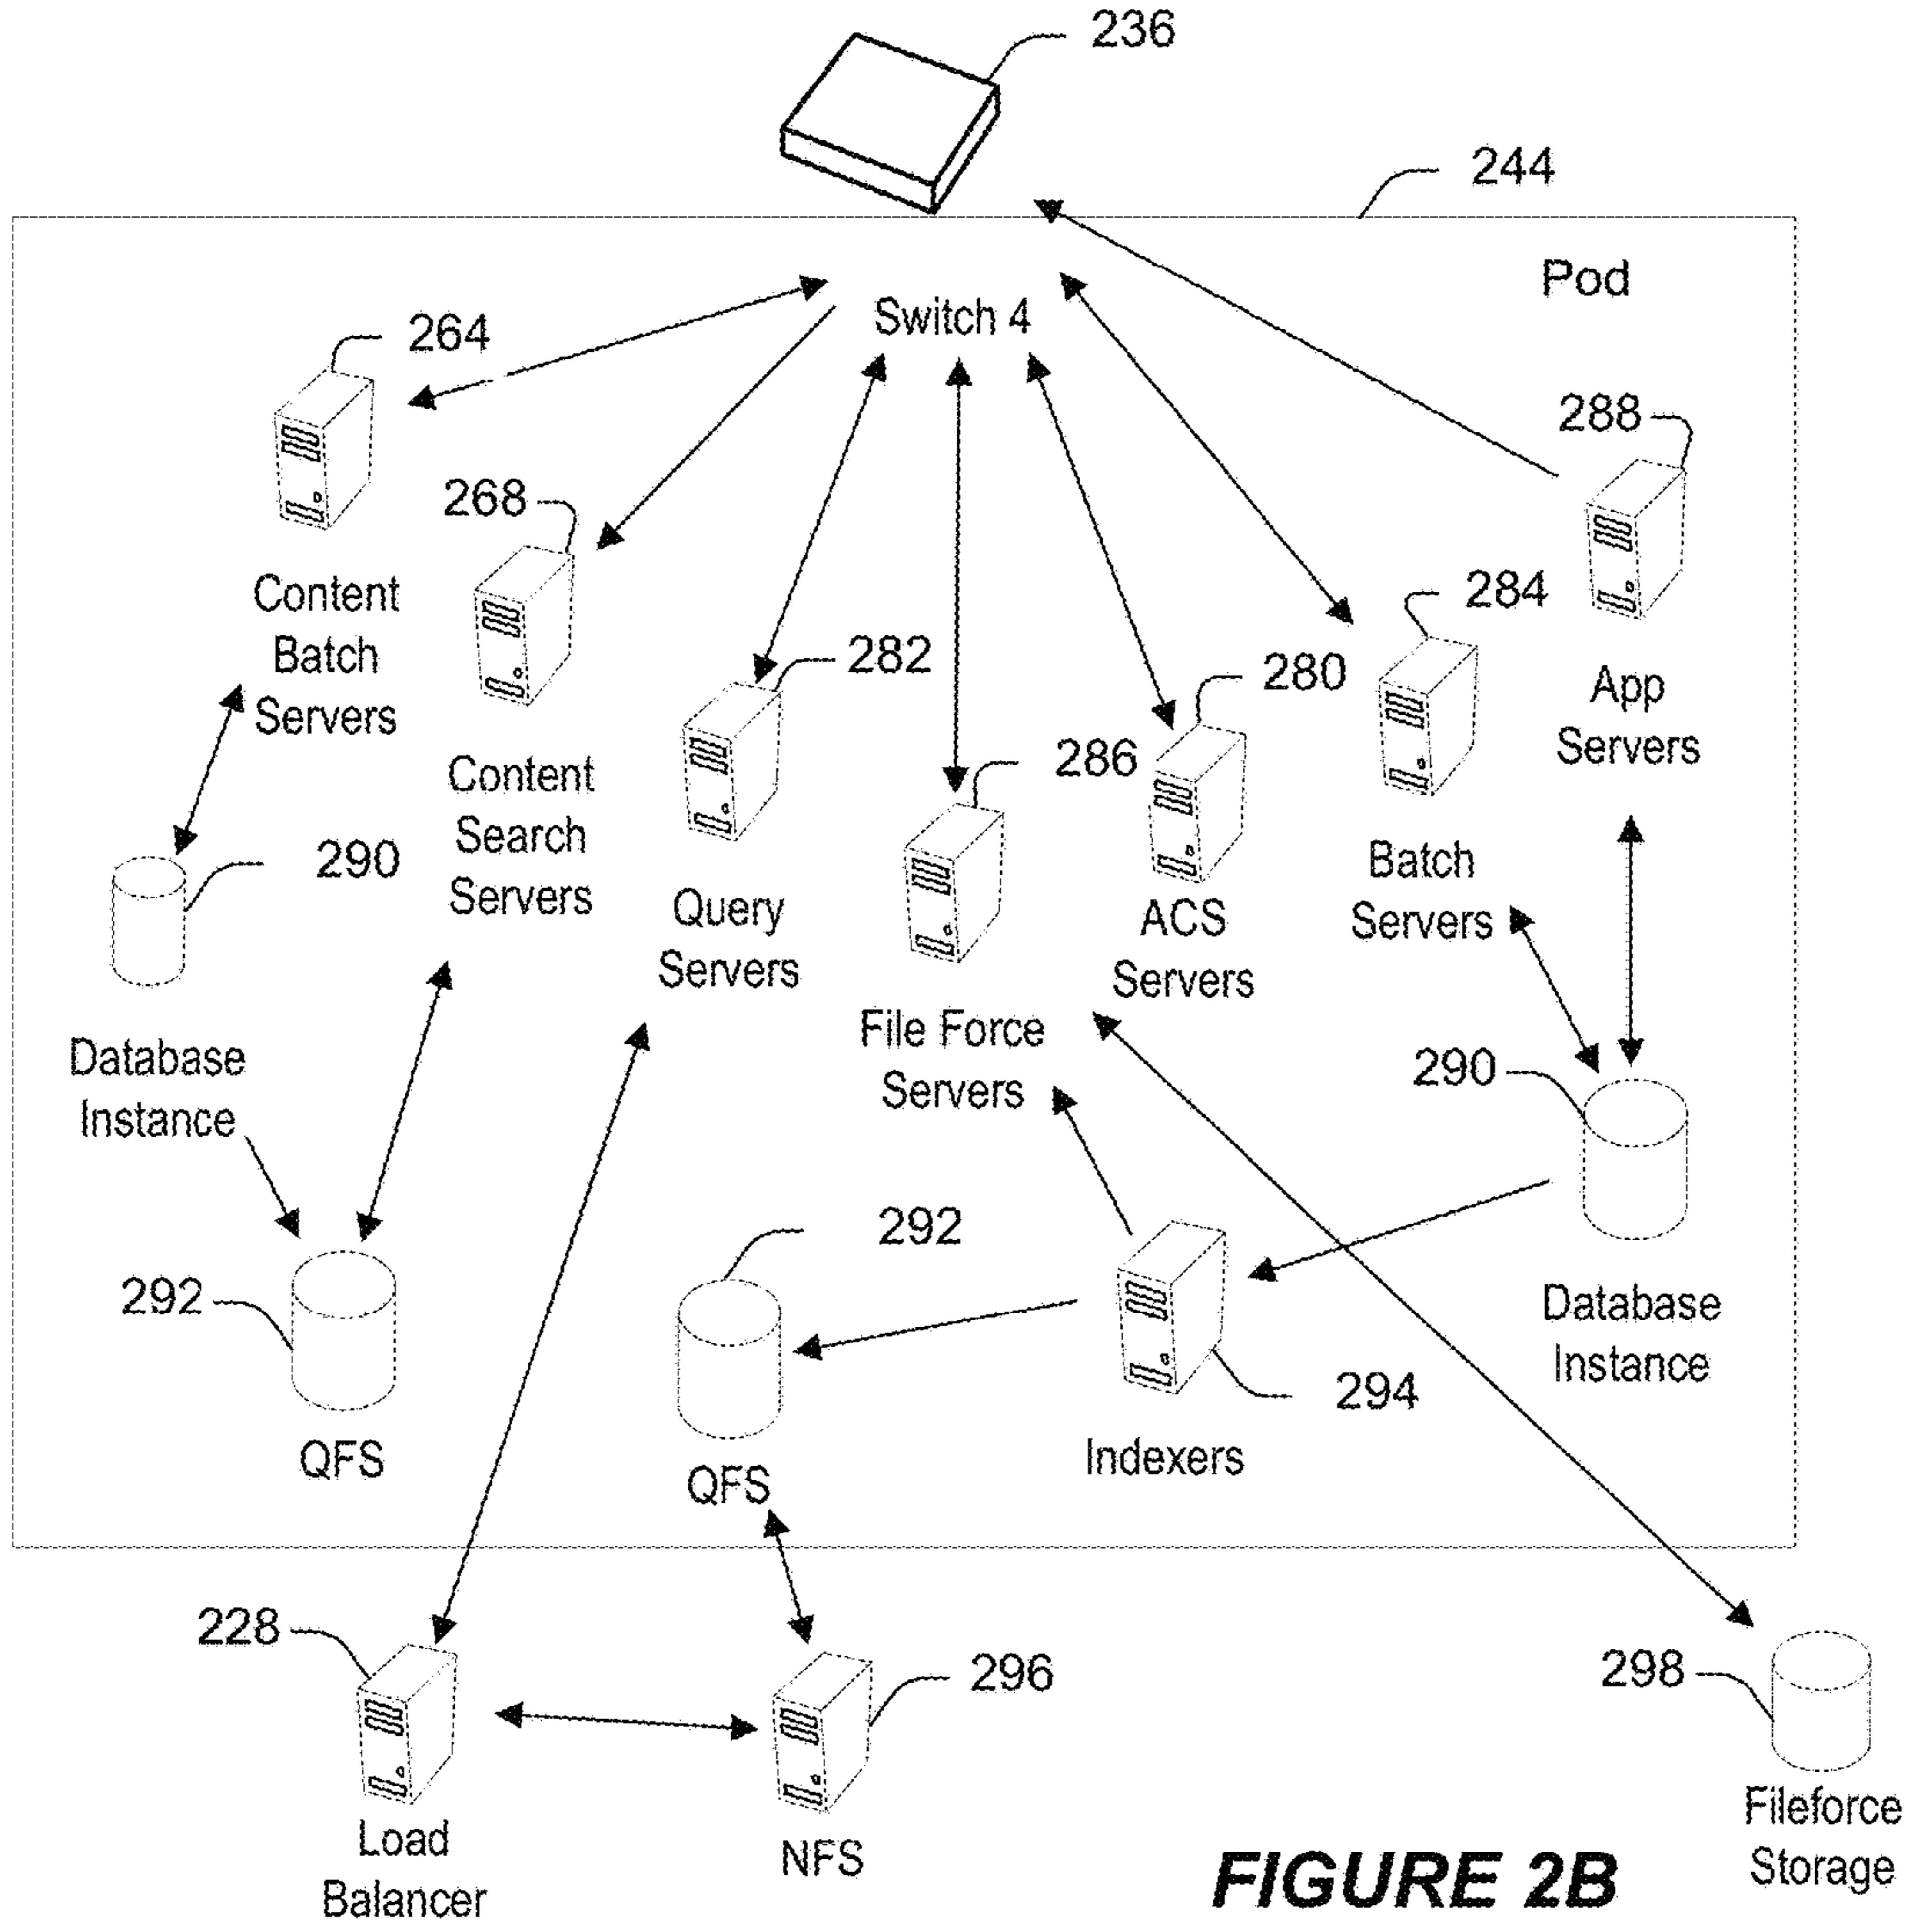 236
244
Pod
Switch 4
264
288
268
Content
Batch
Servers
284
282
280
App
Servers
286
Content
Search
Servers
290
Batch
Servers
Query
Servers
ACS
Servers
File Force
Servers
Database
Instance
290
292
292
Database
Instance
294
QFS
Indexers
QFS
228
296
298
Load
Balancer
NFS
Fileforce
Storage
FIGURE 2B